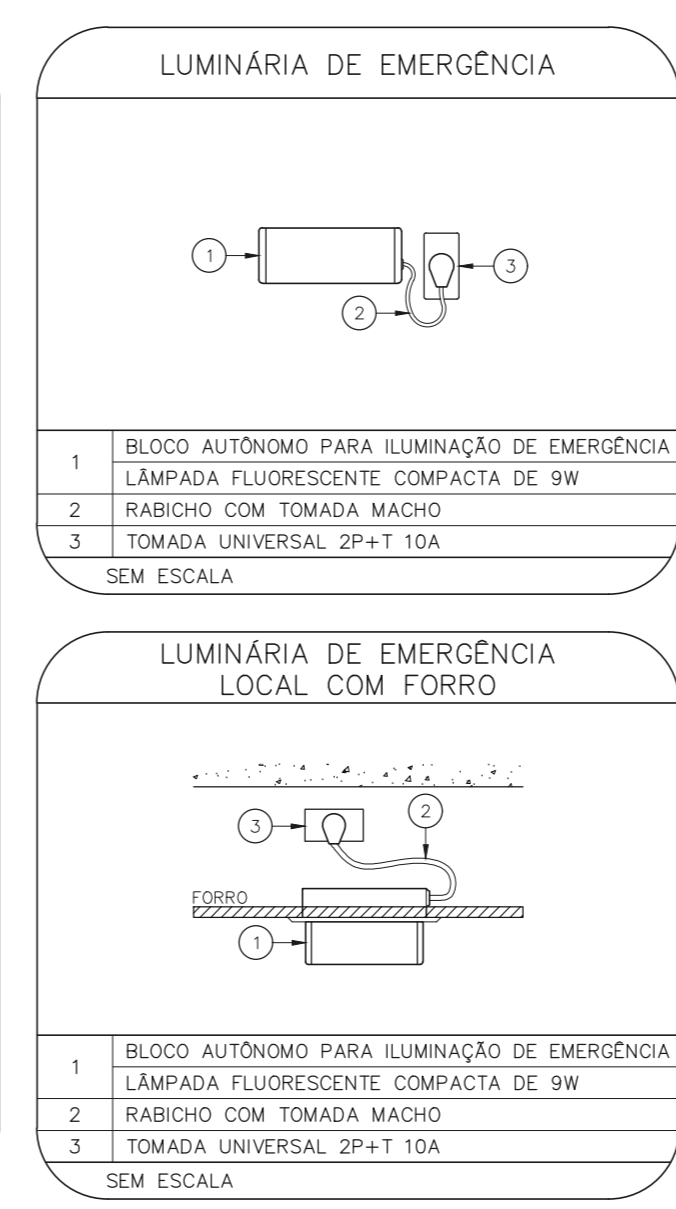 LUMINÁRIA DE EMERGÊNCIA
1
3
2
1 BLOCO AUTÔNOMO PARA ILUMINAÇÃO DE EMERGÊNCIA
LÂMPADA FLUORESCENTE COMPACTA DE 9W
2 RABICHO COM TOMADA MACHO
3 TOMADA UNIVERSAL 2P+T 10A
SEM ESCALA
LUMINÁRIA DE EMERGÊNCIA
LOCAL COM FORRO
2
3
FORRO
1
1 BLOCO AUTÔNOMO PARA ILUMINAÇÃO DE EMERGÊNCIA
LÂMPADA FLUORESCENTE COMPACTA DE 9W
2 RABICHO COM TOMADA MACHO
3 TOMADA UNIVERSAL 2P+T 10A
SEM ESCALA